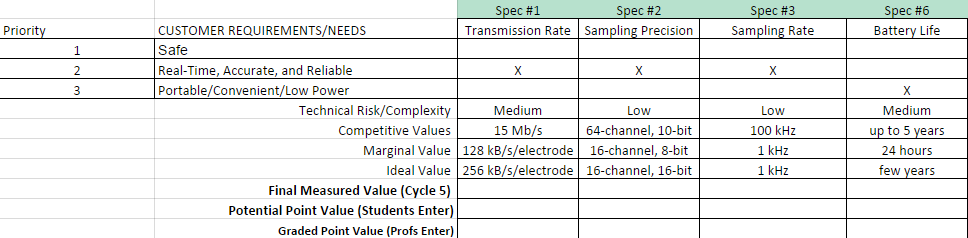 Spec #1 Spec #2 Spec #3 Spec #6
Priority CUSTOMER REQUIREMENTS/NEEDS Transmission Rate Sampling Precision Sampling Rate Battery Life
1 Safe
2 Real-Time, Accurate, and Reliable X X X
3 Portable/Convenient/Low Power X
Technical Risk/Complexity Medium Low Low Medium
Competitive Values 15 Mb/s 64-channel, 10-bit 100 kHz up to 5 years
Marginal Value 128 kB/s/electrode 16-channel, 8-bit 1 kHz 24 hours
Ideal Value 256 kB/s/electrode 16-channel, 16-bit 1 kHz few years
Final Measured Value (Cycle 5)
Potential Point Value (Students Enter)
Graded Point Value (Profs Enter)